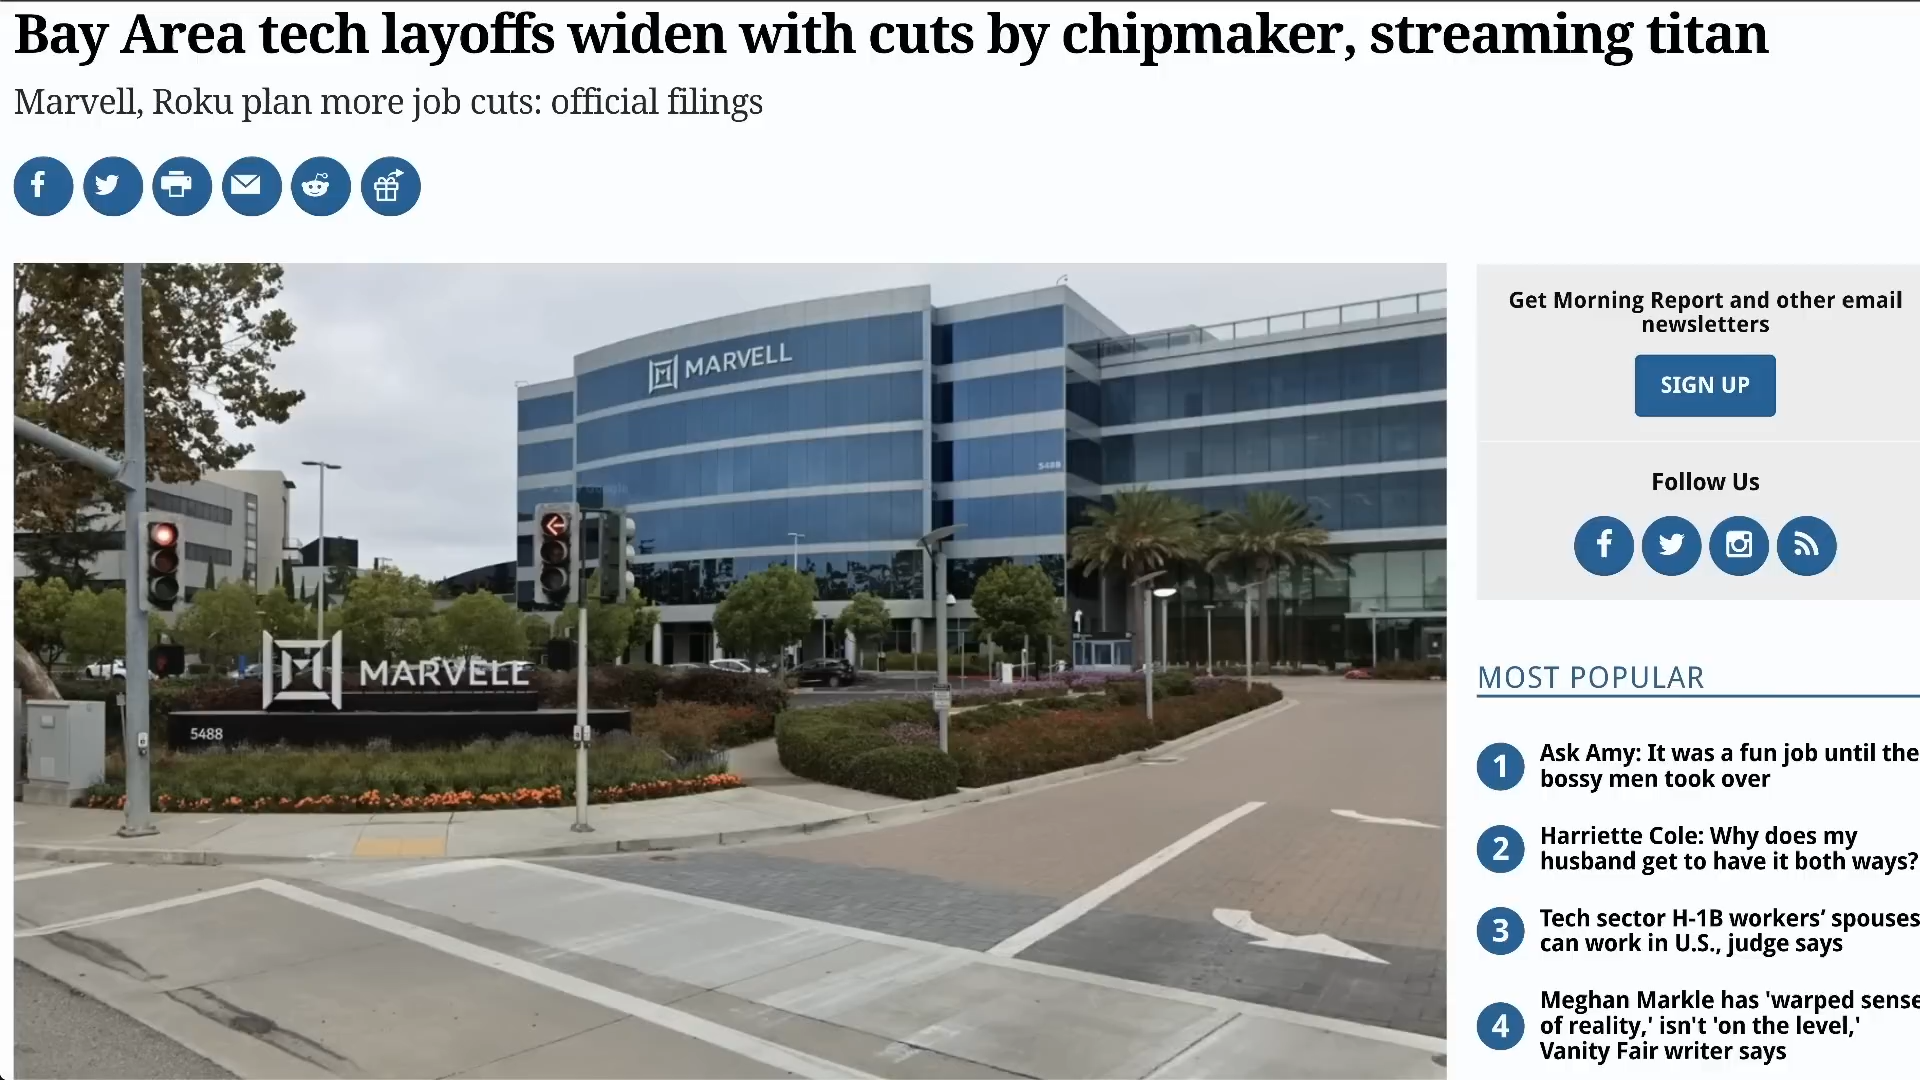 Bay Area tech layoffs widen with cuts by chipmaker, streaming titan
Marvell, Roku plan more job cuts: official filings
MARVELL
5488
MARVELL
5488
Get Morning Report and other email
newsletters
SIGN UP
Follow Us
MOST POPULAR
1
Ask Amy: It was a fun job until the
bossy men took over
2
Harriette Cole: Why does my
husband get to have it both ways?
3
Tech sector H-1B workers’ spouses
can work in U.S., judge says
4
Meghan Markle has 'warped sense
of reality,' isn't 'on the level,'
Vanity Fair writer says